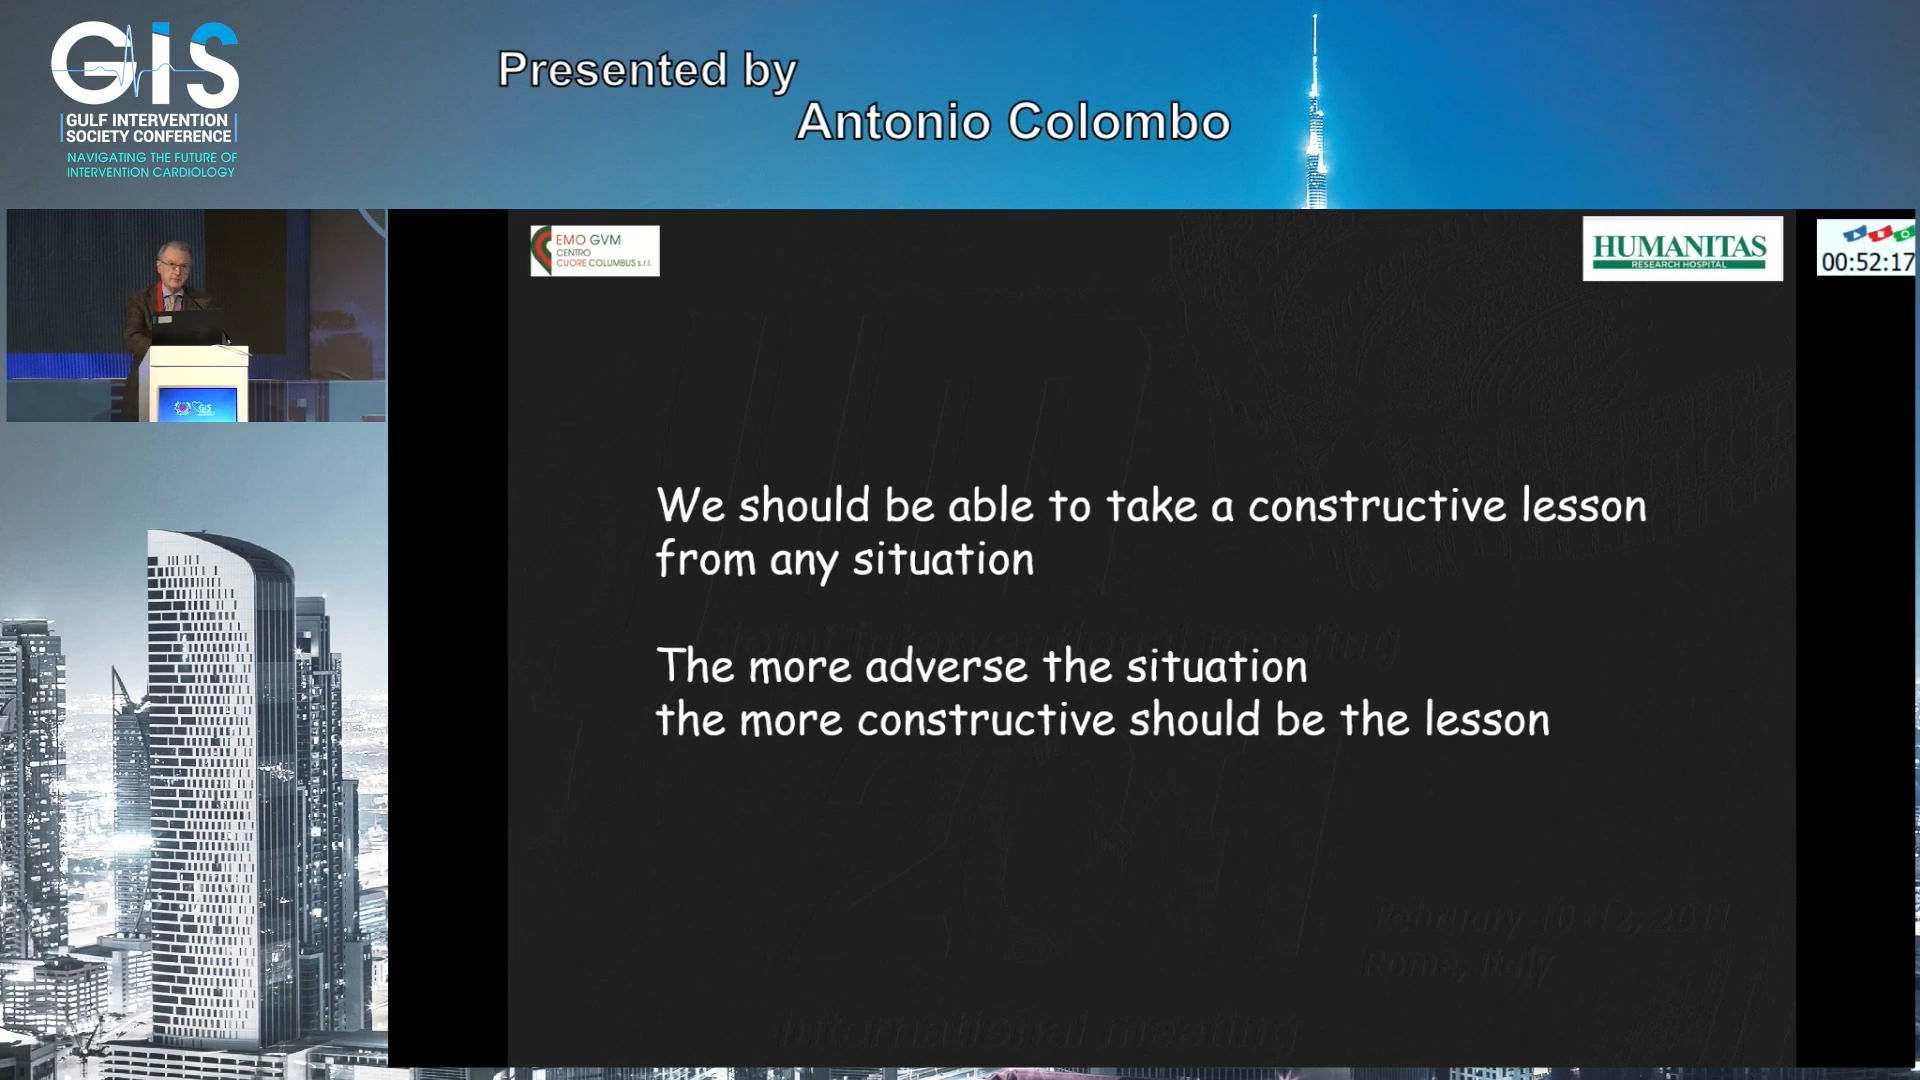 GIS
GULF INTERVENTION
SOCIETY CONFERENCE
NAVIGATING THE FUTURE OF
INTERVENTION CARDIOLOGY
Presented by
Antonio Colombo
EMO GVM
CENTRO
CUORE COLUMBUS s.r.l.
HUMANITAS
RESEARCH HOSPITAL
00:52:17
We should be able to take a constructive lesson
from any situation
The more adverse the situation
the more constructive should be the lesson
GIS
February 10-12, 2011
Rome, Italy
international meeting